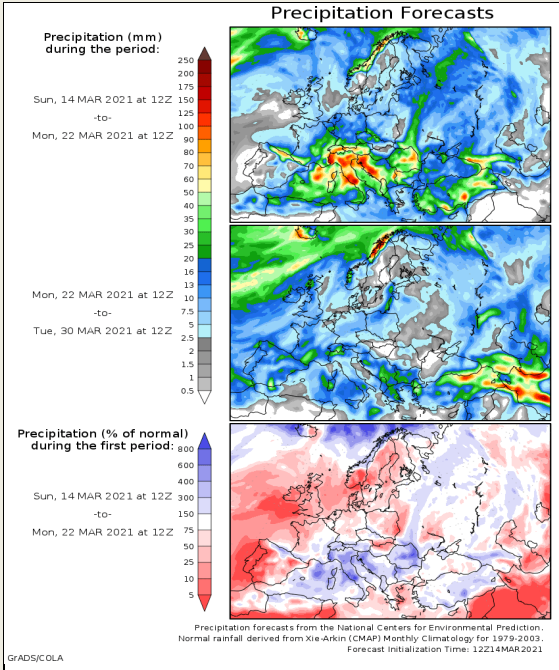 Precipitation Forecasts
Precipitation (mm)
during the period:
Sun, 14 MAR 2021 at 12Z
-to-
Mon, 22 MAR 2021 at 12Z
250
200
175
150
125
100
90
80
70
60
50
40
35
30
25
20
16
13
10
7.5
5
2.5
2
1.5
1
0.5
Mon, 22 MAR 2021 at 12Z
-to-
Tue, 30 MAR 2021 at 12Z
Precipitation (% of normal)
during the first period:
Sun, 14 MAR 2021 at 12Z
-to-
Mon, 22 MAR 2021 at 12Z
800
600
400
300
150
75
50
25
10
5
Precipitation forecasts from the National Centers for Environmental Prediction.
Normal rainfall derived from Xie-Arkin (CMAP) Monthly Climatology for 1979-2003.
Forecast Initialization Time: 12Z14MAR2021
GrADS/COLA